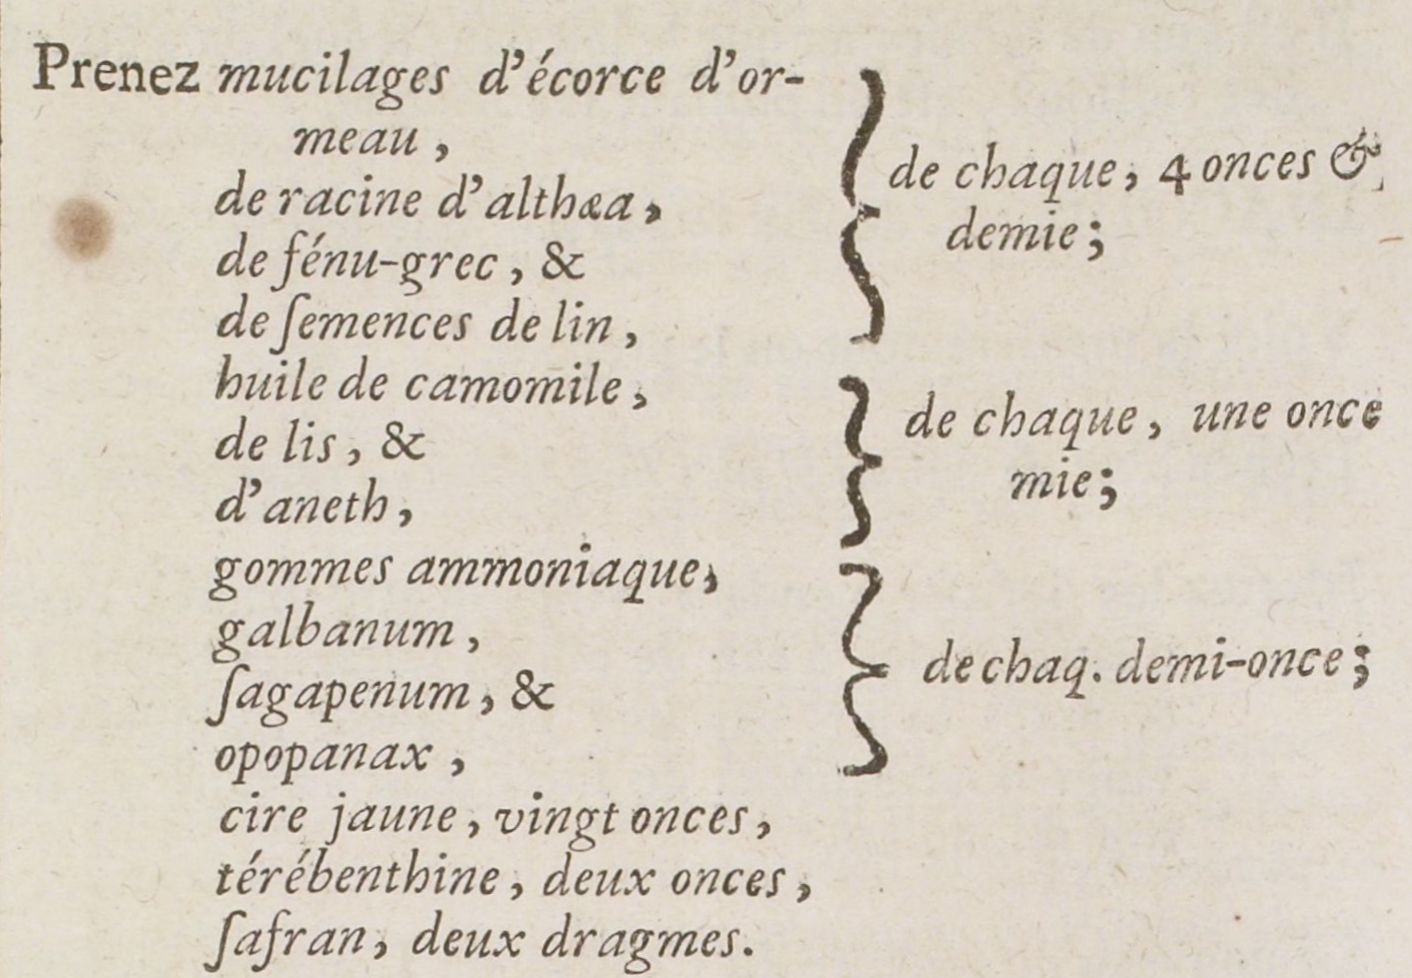 Prenez mucilages d'écorce d'or-
meau,
de racine d'althæa,
de fénu-grec, &
de ſemences de lin,
de chaque, 4 onces &
demie;
huile de camomile,
de lis, &
d'aneth,
de chaque, une once
mie;
gommes ammoniaque,
galbanum,
ſagapenum, &
opopanax,
de chaq. demi-once;
cire jaune, vingt onces,
térébenthine, deux onces,
ſafran, deux dragmes.